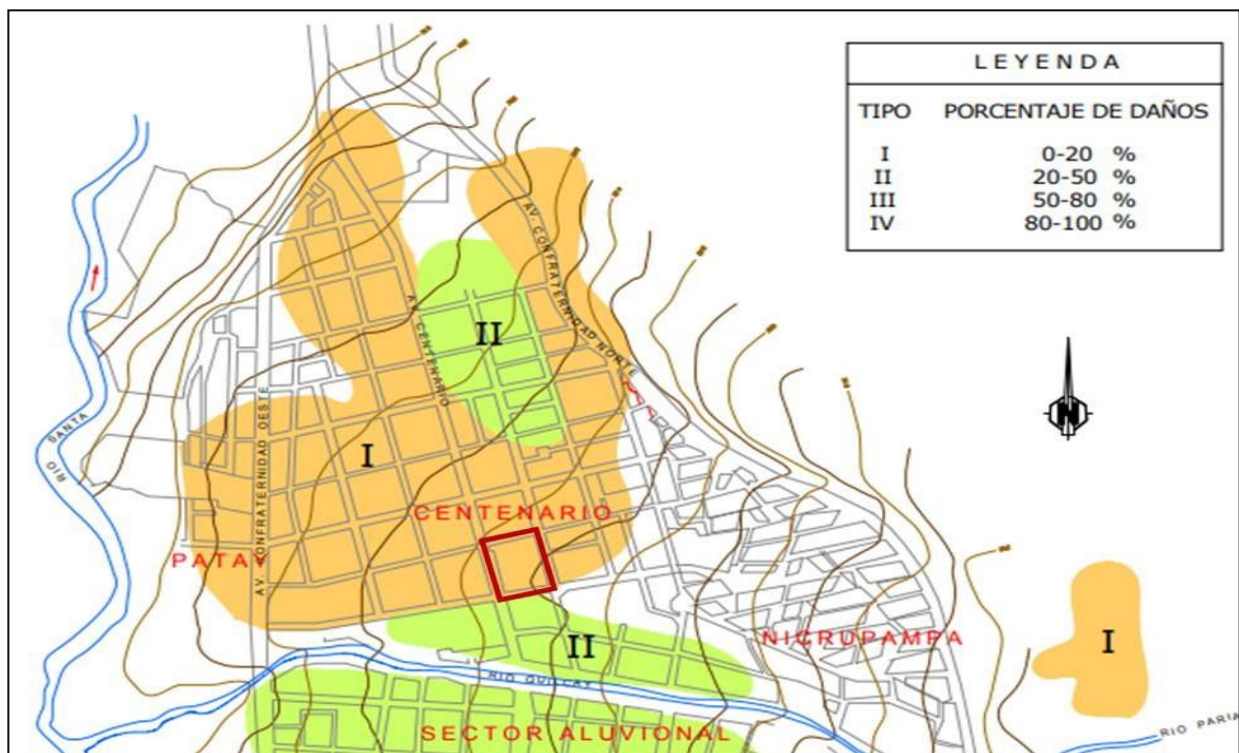 LEYENDA
TIPO PORCENTAJE DE DAÑOS
I 0-20 %
II 20-50 %
III 50-80 %
IV 80-100 %
AV. CONFRATERNIDAD NORTE
AV. CENTENARIO
II
N
RIO SANTA
AV. CONFRATERNIDAD OESTE
I
CENTENARIO
PATAY
NICRUPAMPA
I
II
RIO QUILLCAY
SECTOR ALUVIONAL
RIO PARIA